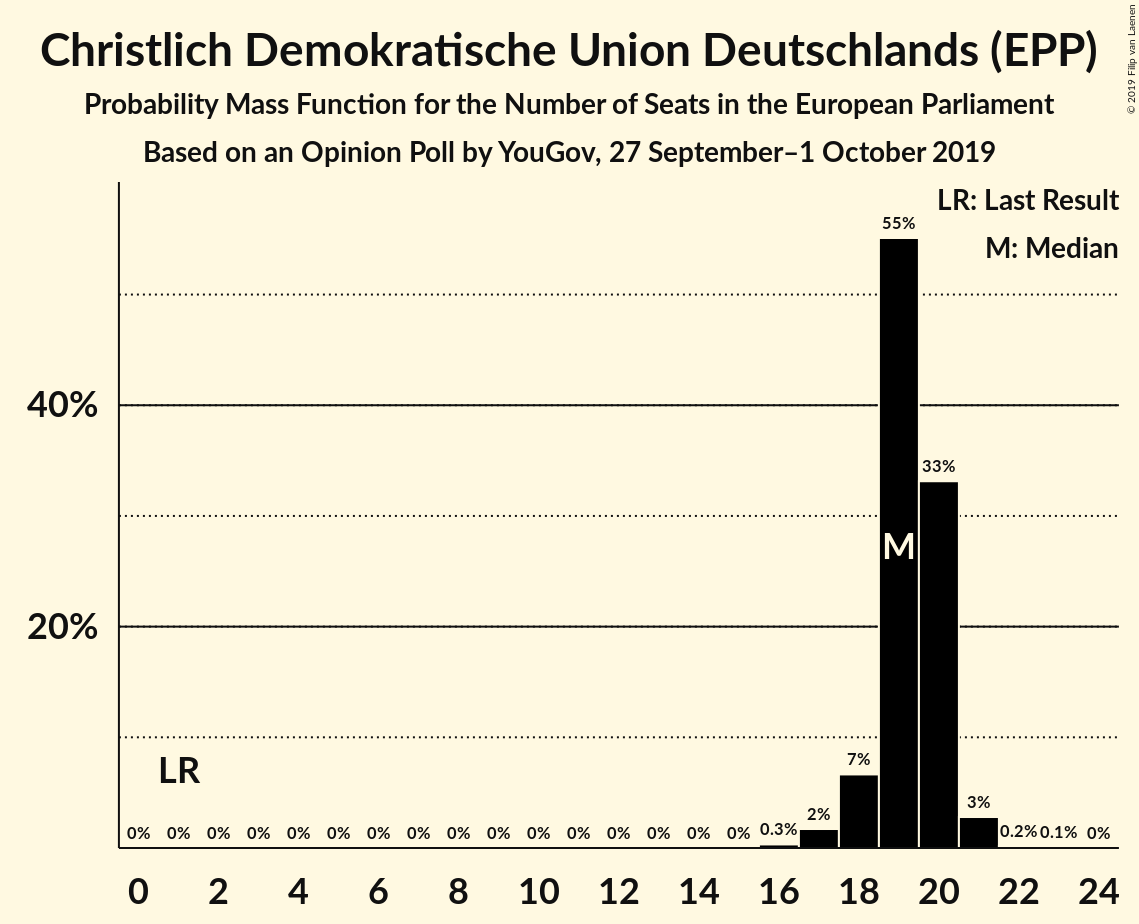 Christlich Demokratische Union Deutschlands (EPP)
Probability Mass Function for the Number of Seats in the European Parliament
Based on an Opinion Poll by YouGov, 27 September–1 October 2019
© 2019 Filip van Laenen
LR: Last Result
M: Median
55%
40%
33%
M
20%
LR
7%
3%
2%
0% 0% 0% 0% 0% 0% 0% 0% 0% 0% 0% 0% 0% 0% 0% 0% 0.3% 0.2% 0.1% 0%
0 2 4 6 8 10 12 14 16 18 20 22 24